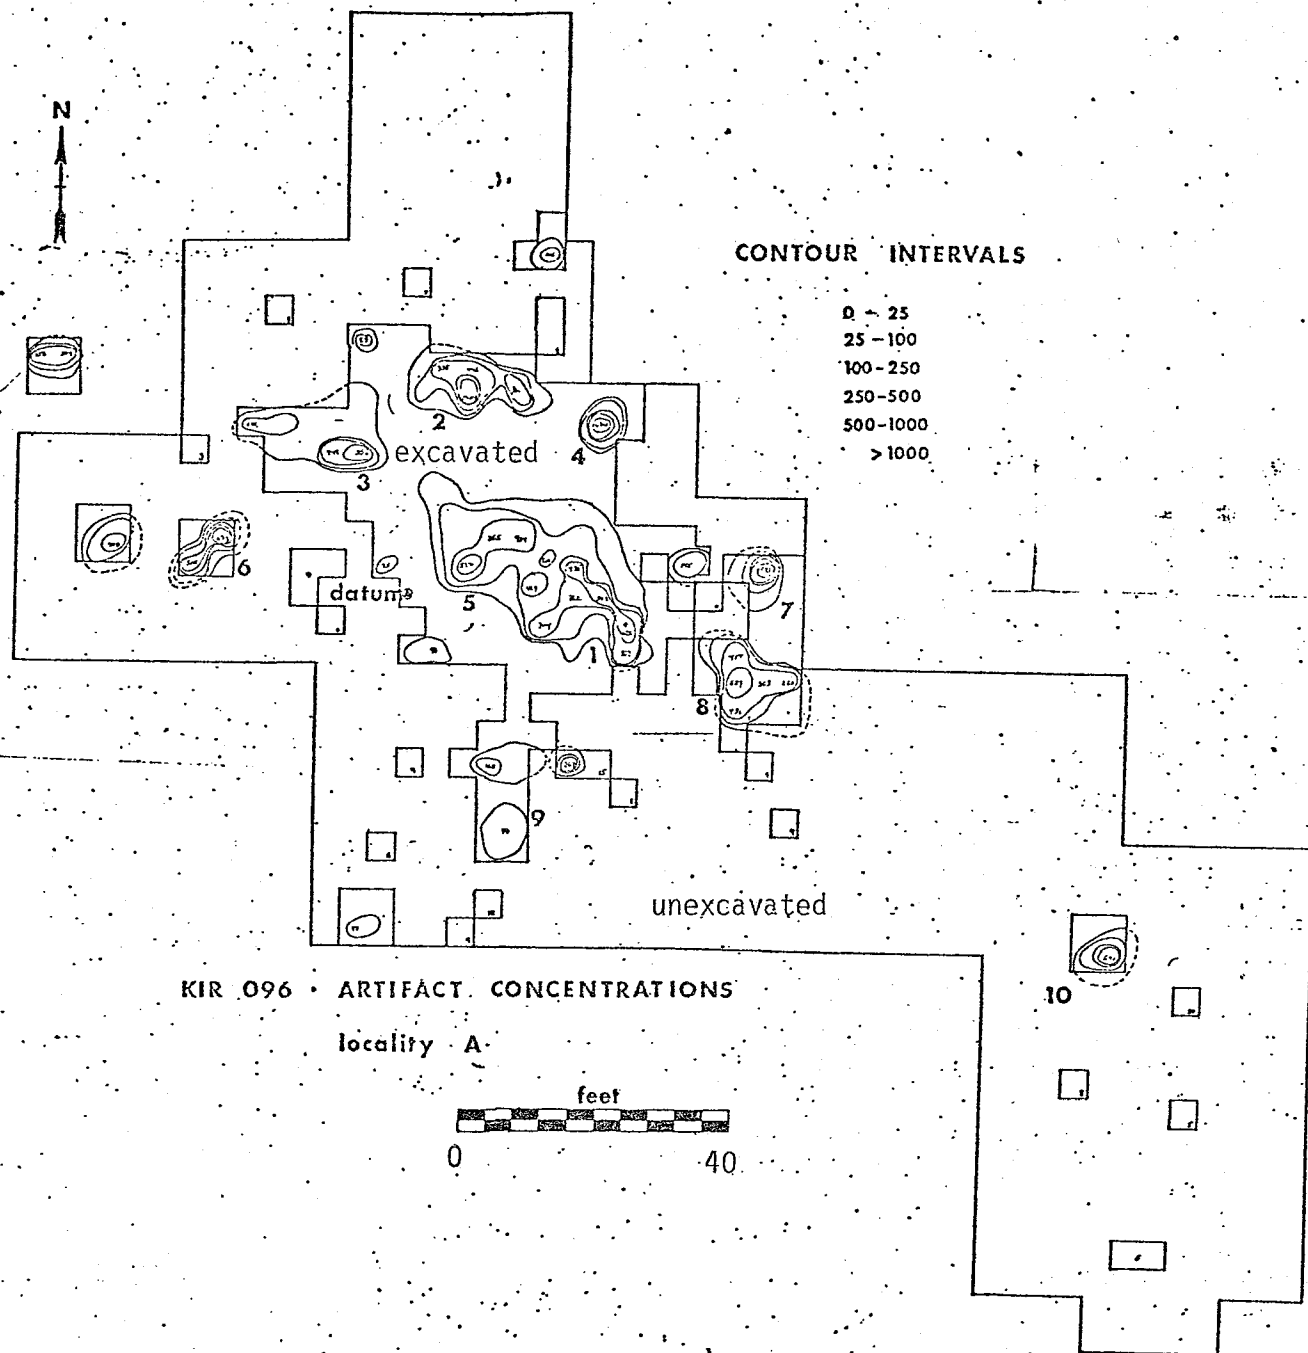 N
CONTOUR INTERVALS
0 - 25
25 - 100
100 - 250
250 - 500
500 - 1000
> 1000
2
excavated
4
3
6
datum
5
7
1
8
9
unexcavated
10
KIR 096 · ARTIFACT CONCENTRATIONS
locality A
feet
0
40